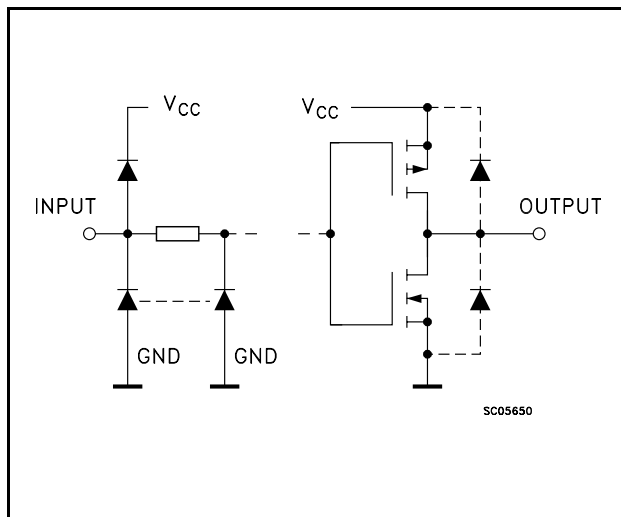 VCC
VCC
INPUT
OUTPUT
GND
GND
SC05650